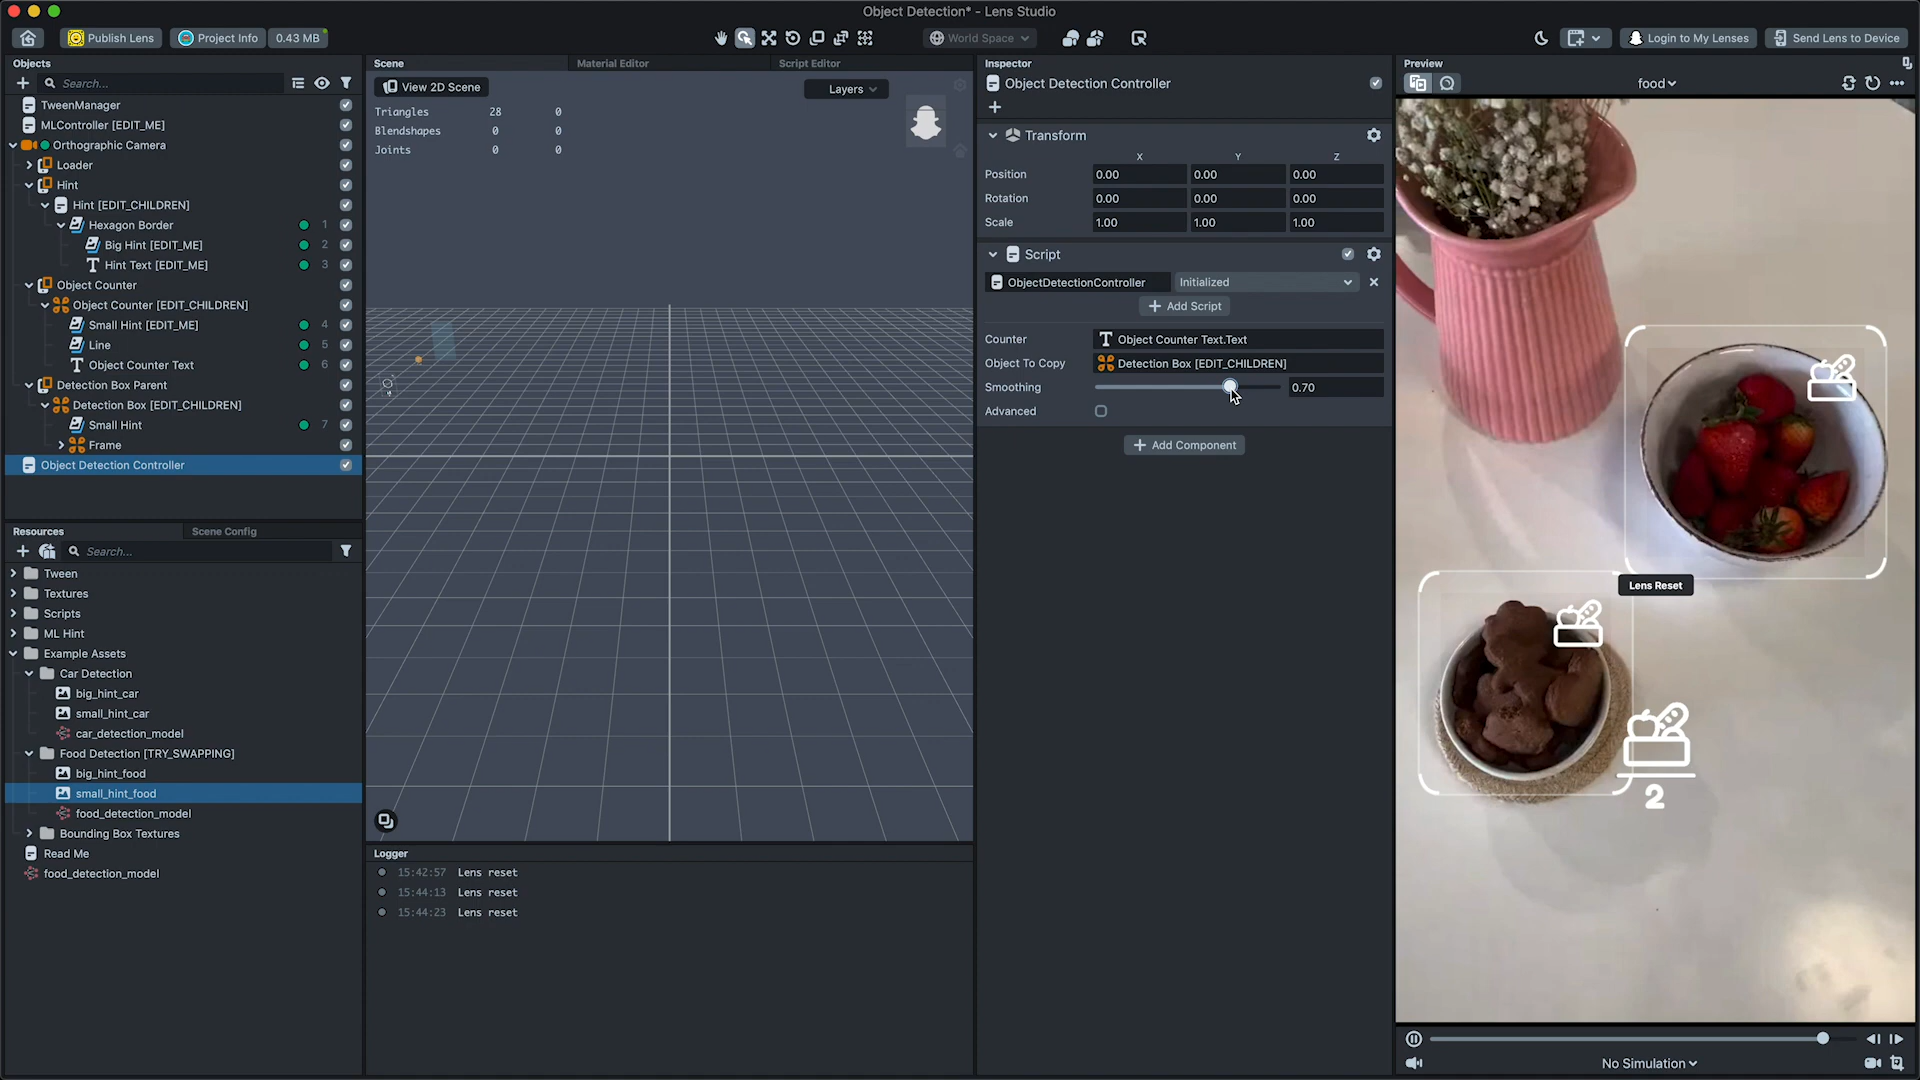 Object Detection* - Lens Studio
Publish Lens
Project Info
0.43 MB
World Space
Login to My Lenses
Send Lens to Device
Objects
Search...
TweenManager
MLController [EDIT_ME]
Orthographic Camera
Loader
Hint
Hint [EDIT_CHILDREN]
Hexagon Border 1
Big Hint [EDIT_ME] 2
Hint Text [EDIT_ME] 3
Object Counter
Object Counter [EDIT_CHILDREN]
Small Hint [EDIT_ME] 4
Line 5
Object Counter Text 6
Detection Box Parent
Detection Box [EDIT_CHILDREN]
Small Hint 7
Frame
Object Detection Controller
Resources
Scene Config
Search...
Tween
Textures
Scripts
ML Hint
Example Assets
Car Detection
big_hint_car
small_hint_car
car_detection_model
Food Detection [TRY_SWAPPING]
big_hint_food
small_hint_food
food_detection_model
Bounding Box Textures
Read Me
food_detection_model
Scene
Material Editor
Script Editor
View 2D Scene
Layers
Triangles 28 0
Blendshapes 0 0
Joints 0 0
Logger
15:42:57 Lens reset
15:44:13 Lens reset
15:44:23 Lens reset
Inspector
Object Detection Controller
Transform
X Y Z
Position 0.00 0.00 0.00
Rotation 0.00 0.00 0.00
Scale 1.00 1.00 1.00
Script
ObjectDetectionController
Initialized
Add Script
Counter Object Counter Text.Text
Object To Copy Detection Box [EDIT_CHILDREN]
Smoothing 0.70
Advanced
Add Component
Preview
food
Lens Reset
2
No Simulation